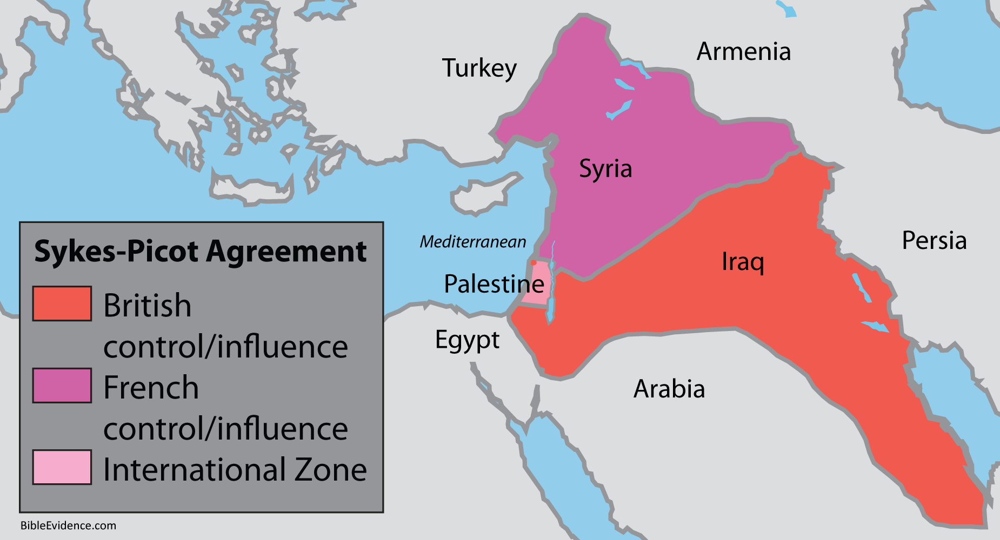 Turkey
Armenia
Syria
Persia
Mediterranean
Iraq
Palestine
Egypt
Arabia
Sykes-Picot Agreement
British
control/influence
French
control/influence
International Zone
BibleEvidence.com